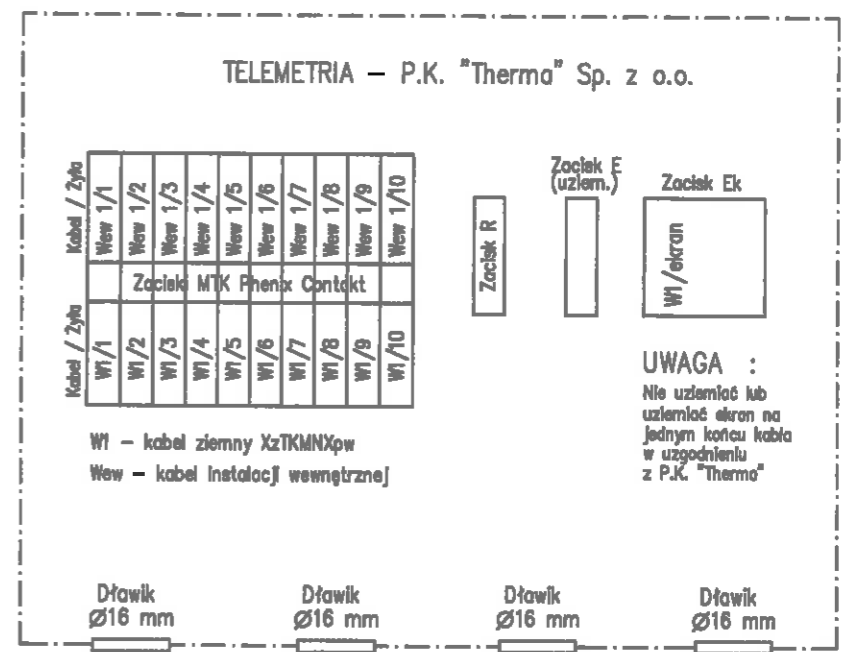 TELEMETRIA – P.K. "Therma" Sp. z o.o.
Kabel / Żyła
Wew 1/1
Wew 1/2
Wew 1/3
Wew 1/4
Wew 1/5
Wew 1/6
Wew 1/7
Wew 1/8
Wew 1/9
Wew 1/10
Zaciski MTK Phenix Contakt
Kabel / Żyła
W1/1
W1/2
W1/3
W1/4
W1/5
W1/6
W1/7
W1/8
W1/9
W1/10
Zacisk R
Zacisk E
(uziem.)
Zacisk Ek
W1/ekran
UWAGA :
Nie uziemiać lub
uziemiać ekran na
jednym końcu kabla
w uzgodnieniu
z P.K. "Therma"
W1 – kabel ziemny XzTKMNXpw
Wew – kabel instalacji wewnętrznej
Dławik
Ø16 mm
Dławik
Ø16 mm
Dławik
Ø16 mm
Dławik
Ø16 mm